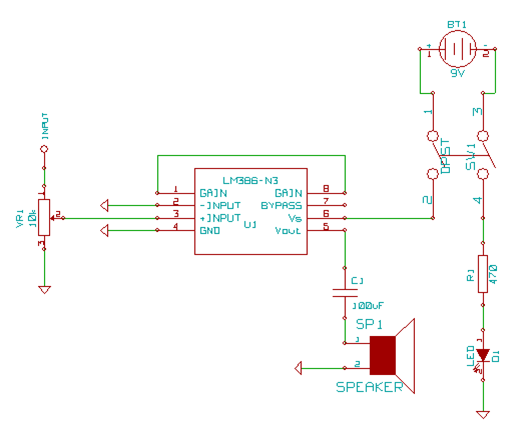 BT1
+ -
1 2
9V
1 3
DPST SW1
2 4
INPUT
VR1 10k
1
2
3
LM386-N3
1 GAIN GAIN 8
2 -INPUT BYPASS 7
3 +INPUT Vs 6
4 GND Vout 5
U1
C1
100uF
SP1
1
2
SPEAKER
R1 470
LED D1
1
2